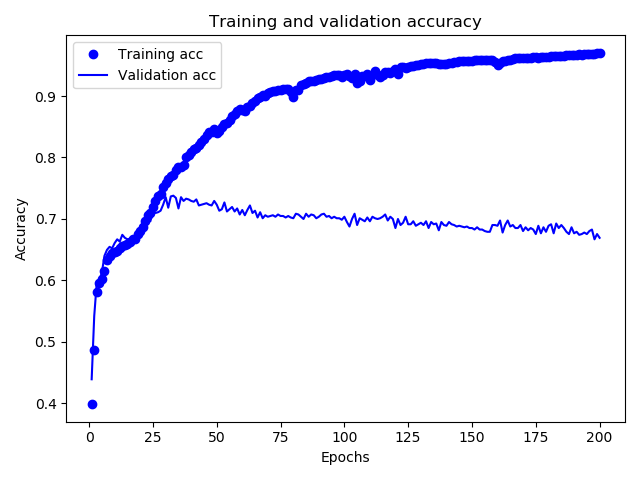 Training and validation accuracy
Training acc
Validation acc
Accuracy
0.9
0.8
0.7
0.6
0.5
0.4
0 25 50 75 100 125 150 175 200
Epochs